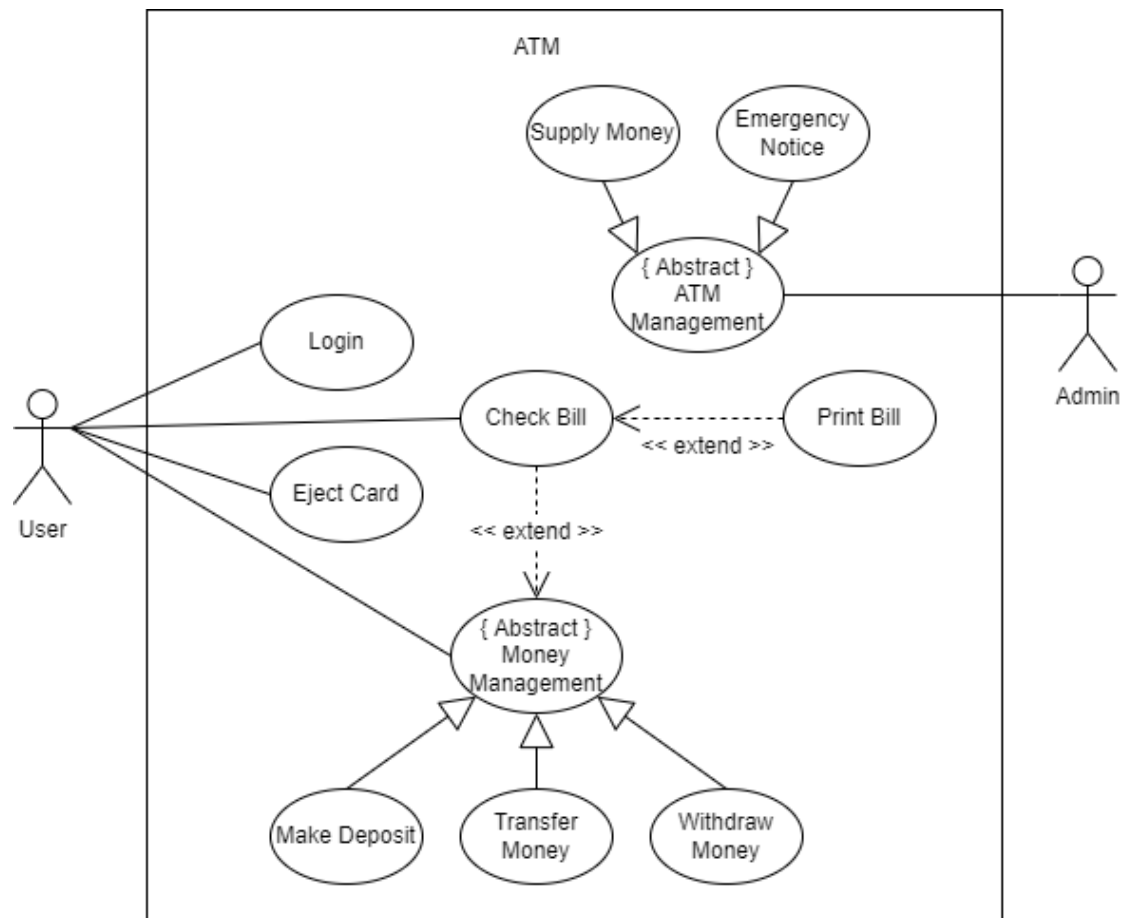 ATM
Supply Money
Emergency
Notice
{ Abstract }
ATM
Management
Admin
Login
Check Bill
<< extend >>
Print Bill
User
Eject Card
<< extend >>
{ Abstract }
Money
Management
Make Deposit
Transfer
Money
Withdraw
Money